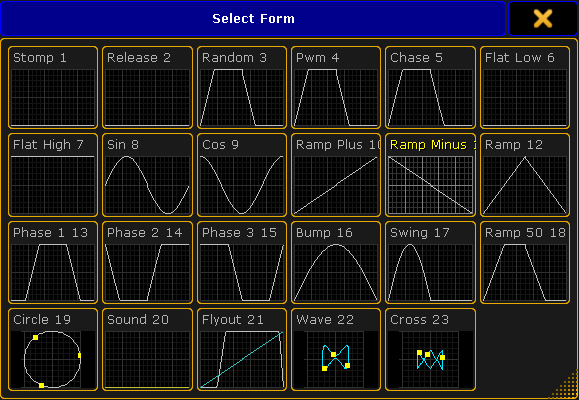 Select Form
Stomp 1
Release 2
Random 3
Pwm 4
Chase 5
Flat Low 6
Flat High 7
Sin 8
Cos 9
Ramp Plus 10
Ramp Minus 1
Ramp 12
Phase 1 13
Phase 2 14
Phase 3 15
Bump 16
Swing 17
Ramp 50 18
Circle 19
Sound 20
Flyout 21
Wave 22
Cross 23